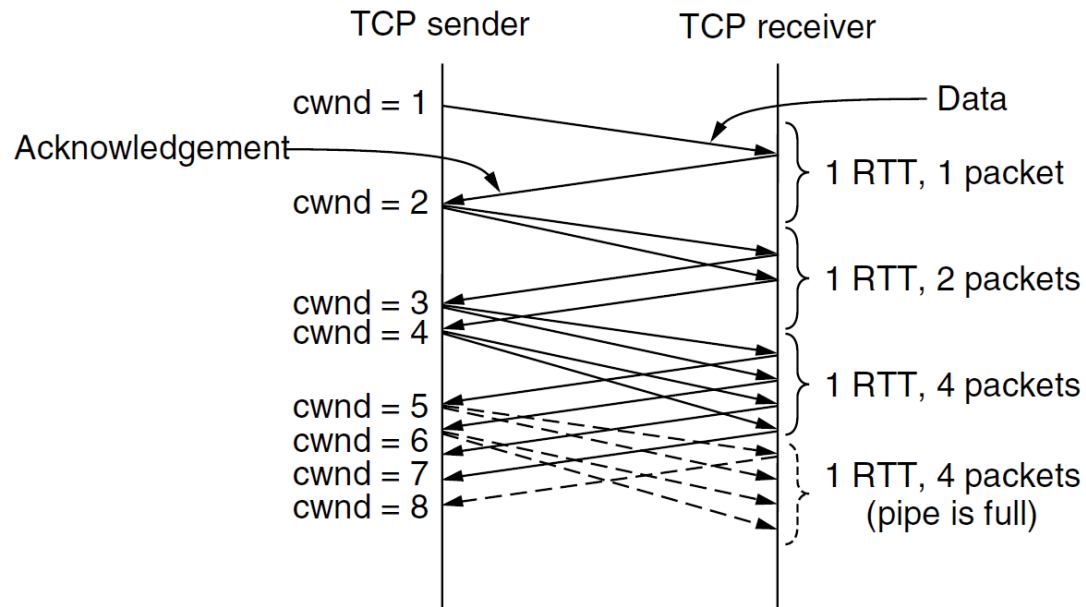 TCP sender
TCP receiver
cwnd = 1
Data
Acknowledgement
1 RTT, 1 packet
cwnd = 2
1 RTT, 2 packets
cwnd = 3
cwnd = 4
1 RTT, 4 packets
cwnd = 5
cwnd = 6
cwnd = 7
1 RTT, 4 packets
cwnd = 8
(pipe is full)